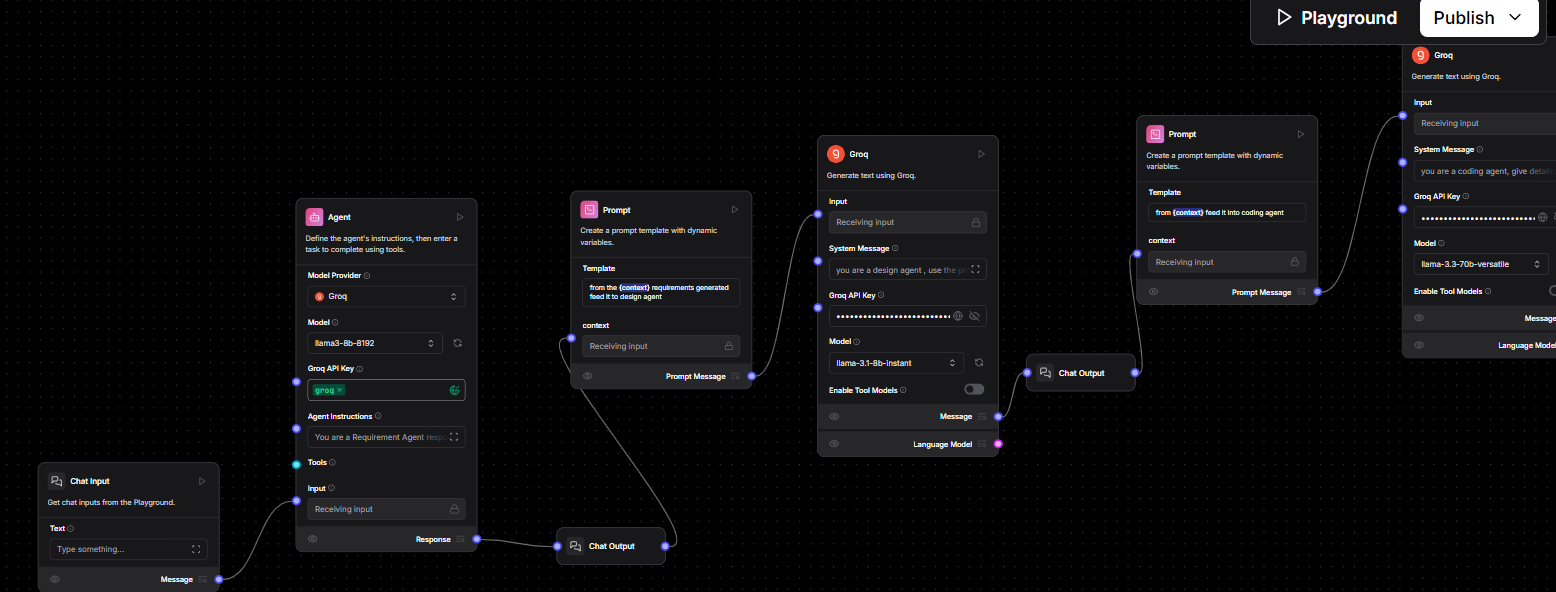 Playground
Publish
Chat Input
Get chat inputs from the Playground.
Text
Type something...
Message
Agent
Define the agent's instructions, then enter a
task to complete using tools.
Model Provider
Groq
Model
llama3-8b-8192
Groq API Key
groq ×
Agent Instructions
You are a Requirement Agent respo
Tools
Input
Receiving input
Response
Chat Output
Prompt
Create a prompt template with dynamic
variables.
Template
from the {context} requirements generated
feed it to design agent
context
Receiving input
Prompt Message
Groq
Generate text using Groq.
Input
Receiving input
System Message
you are a design agent , use the pr
Groq API Key
Model
llama-3.1-8b-instant
Enable Tool Models
Message
Language Model
Chat Output
Prompt
Create a prompt template with dynamic
variables.
Template
from {context} feed it into coding agent
context
Receiving input
Prompt Message
Groq
Generate text using Groq.
Input
Receiving input
System Message
you are a coding agent, give detail
Groq API Key
Model
llama-3.3-70b-versatile
Enable Tool Models
Message
Language Model